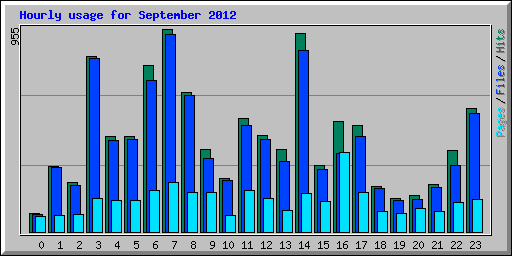 Hourly usage for September 2012
955
Pages / Files / Hits
0 1 2 3 4 5 6 7 8 9 10 11 12 13 14 15 16 17 18 19 20 21 22 23